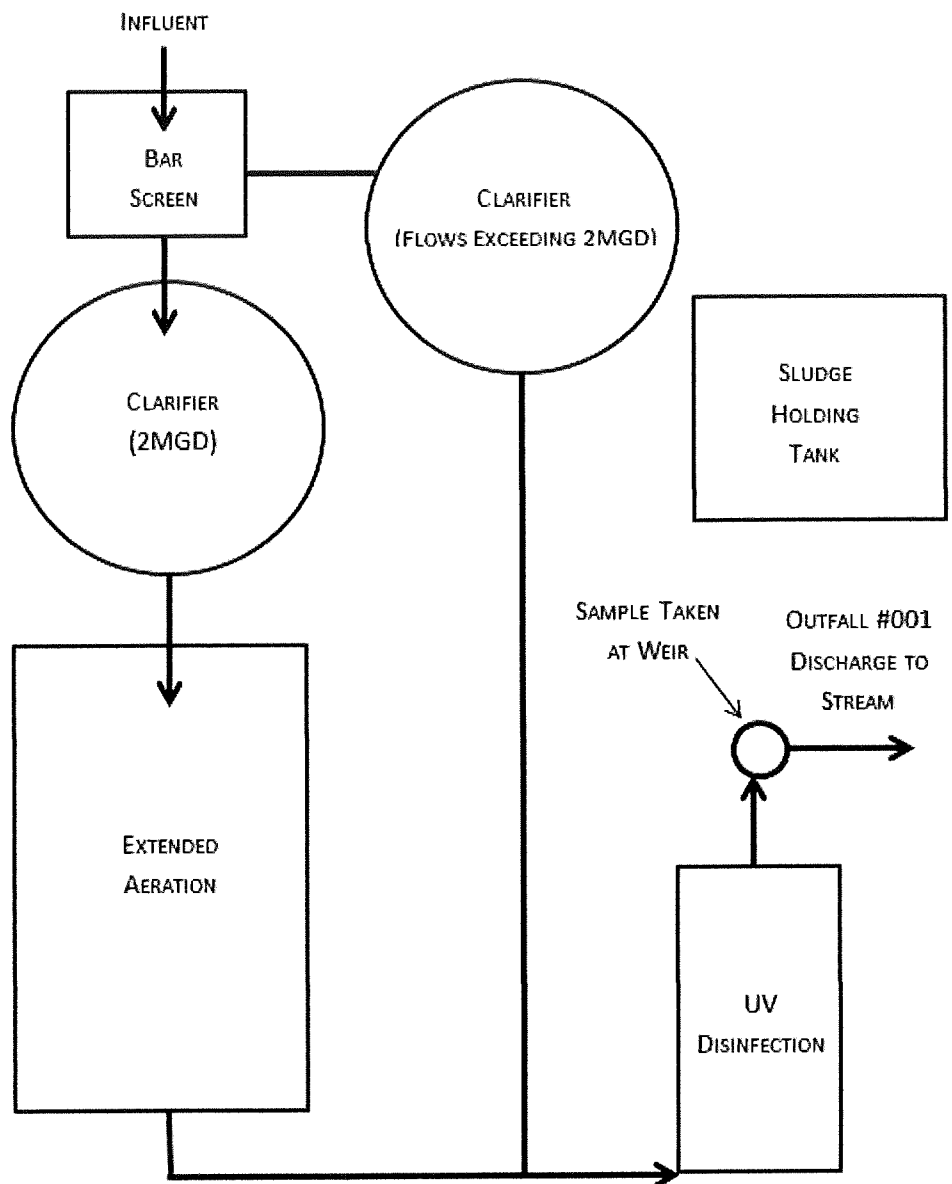 INFLUENT
BAR
SCREEN
CLARIFIER
(FLOWS EXCEEDING 2MGD)
CLARIFIER
(2MGD)
SLUDGE
HOLDING
TANK
SAMPLE TAKEN
AT WEIR
OUTFALL #001
DISCHARGE TO
STREAM
EXTENDED
AERATION
UV
DISINFECTION